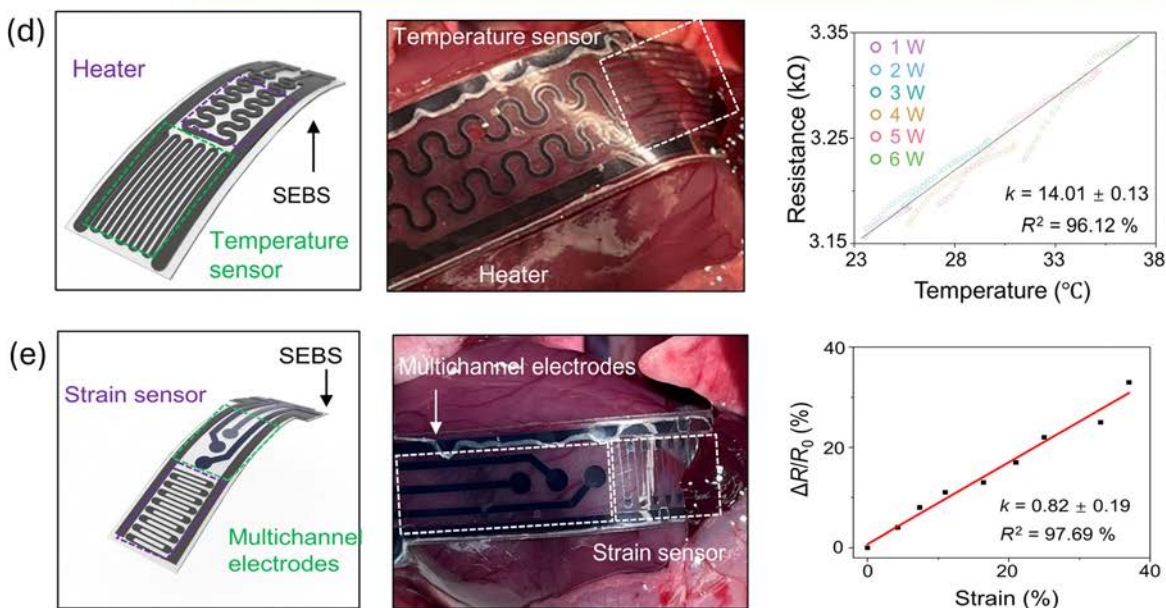 (d)
Heater
SEBS
Temperature
sensor
Temperature sensor
Heater
Resistance (kΩ)
3.35
3.25
3.15
1 W
2 W
3 W
4 W
5 W
6 W
k = 14.01 ± 0.13
R² = 96.12 %
23 28 33 38
Temperature (℃)
(e)
SEBS
Strain sensor
Multichannel
electrodes
Multichannel electrodes
Strain sensor
ΔR/R₀ (%)
40
20
0
k = 0.82 ± 0.19
R² = 97.69 %
0 20 40
Strain (%)